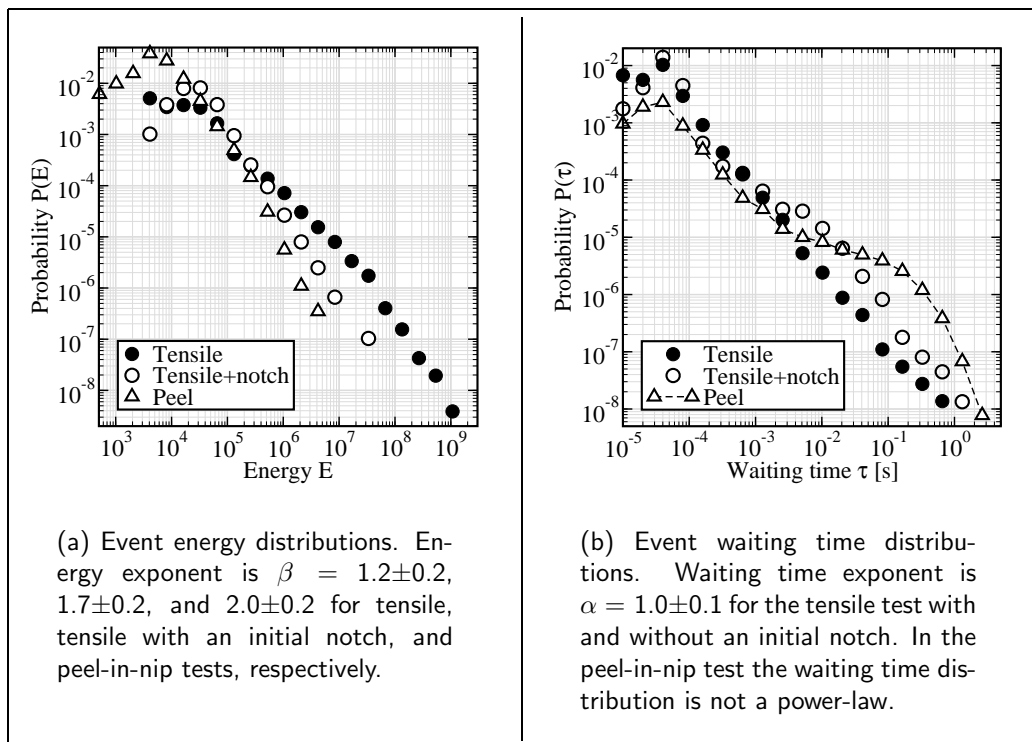 10^-2
10^-3
10^-4
10^-5
10^-6
10^-7
10^-8
Probability P(E)
Tensile
Tensile+notch
Peel
10^3 10^4 10^5 10^6 10^7 10^8 10^9
Energy E
(a) Event energy distributions. En-
ergy exponent is β = 1.2±0.2,
1.7±0.2, and 2.0±0.2 for tensile,
tensile with an initial notch, and
peel-in-nip tests, respectively.
10^-2
10^-3
10^-4
10^-5
10^-6
10^-7
10^-8
Probability P(τ)
Tensile
Tensile+notch
Peel
10^-5 10^-4 10^-3 10^-2 10^-1 10^0
Waiting time τ [s]
(b) Event waiting time distribu-
tions. Waiting time exponent is
α = 1.0±0.1 for the tensile test with
and without an initial notch. In the
peel-in-nip test the waiting time dis-
tribution is not a power-law.